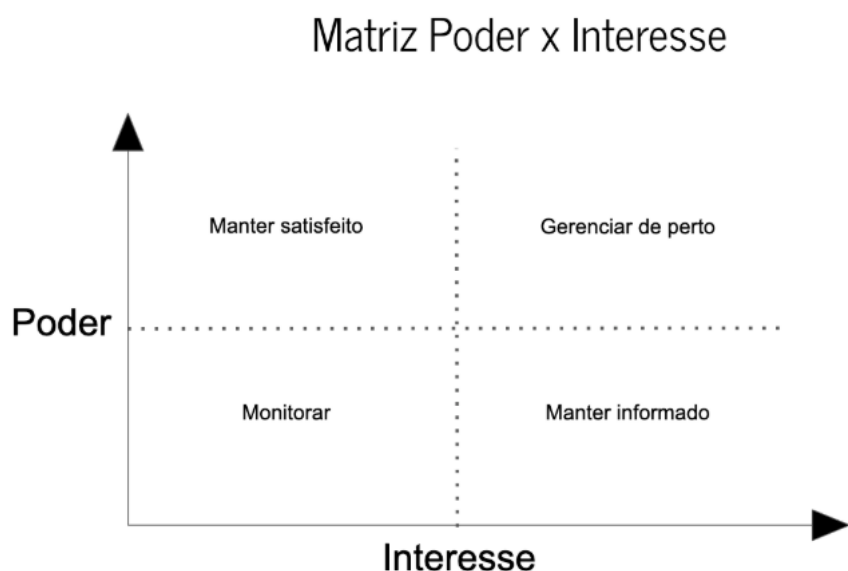 Matriz Poder x Interesse
Manter satisfeito
Gerenciar de perto
Poder
Monitorar
Manter informado
Interesse